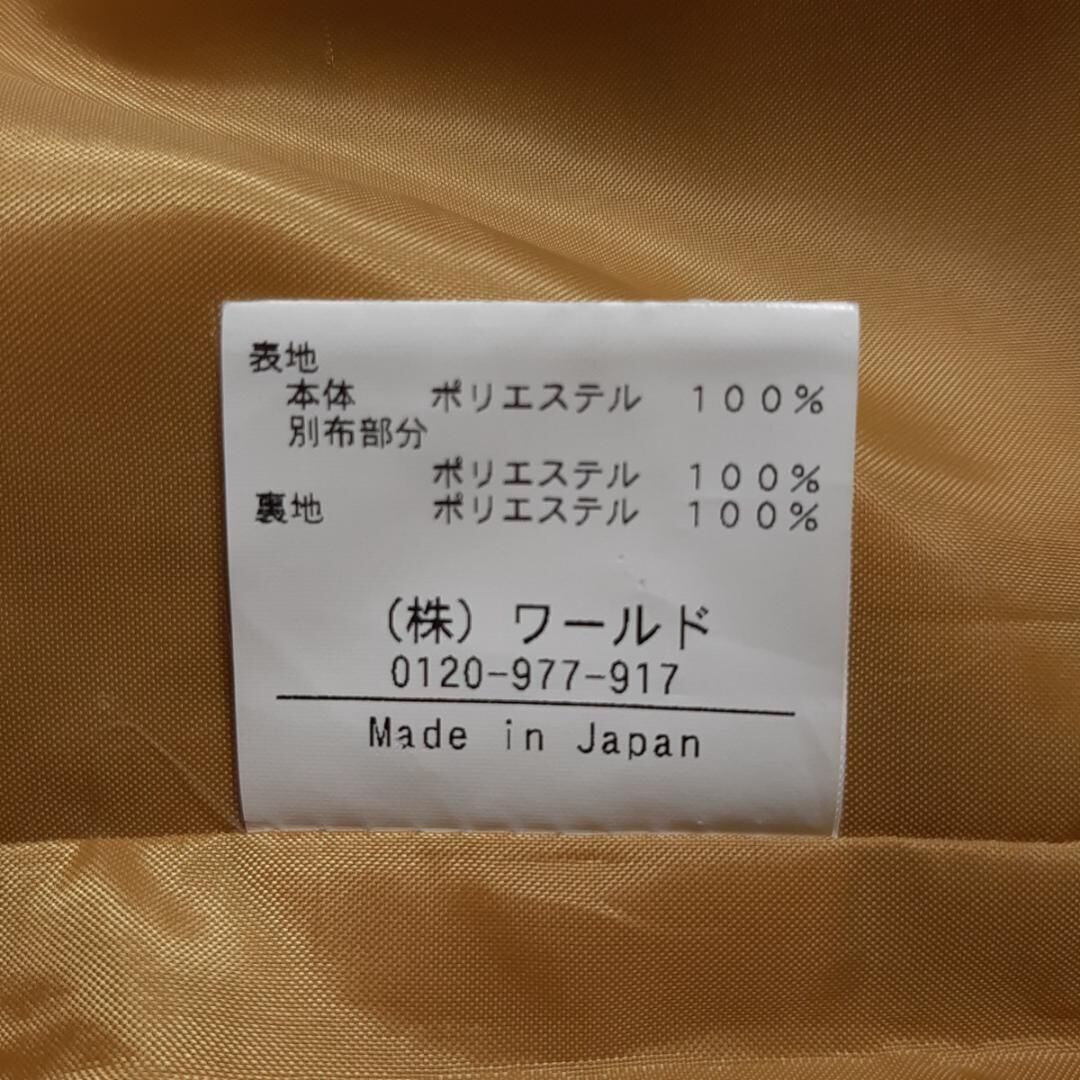 表地
本体 ポリエステル 100%
別布部分
ポリエステル 100%
裏地 ポリエステル 100%
(株) ワールド
0120-977-917
Made in Japan